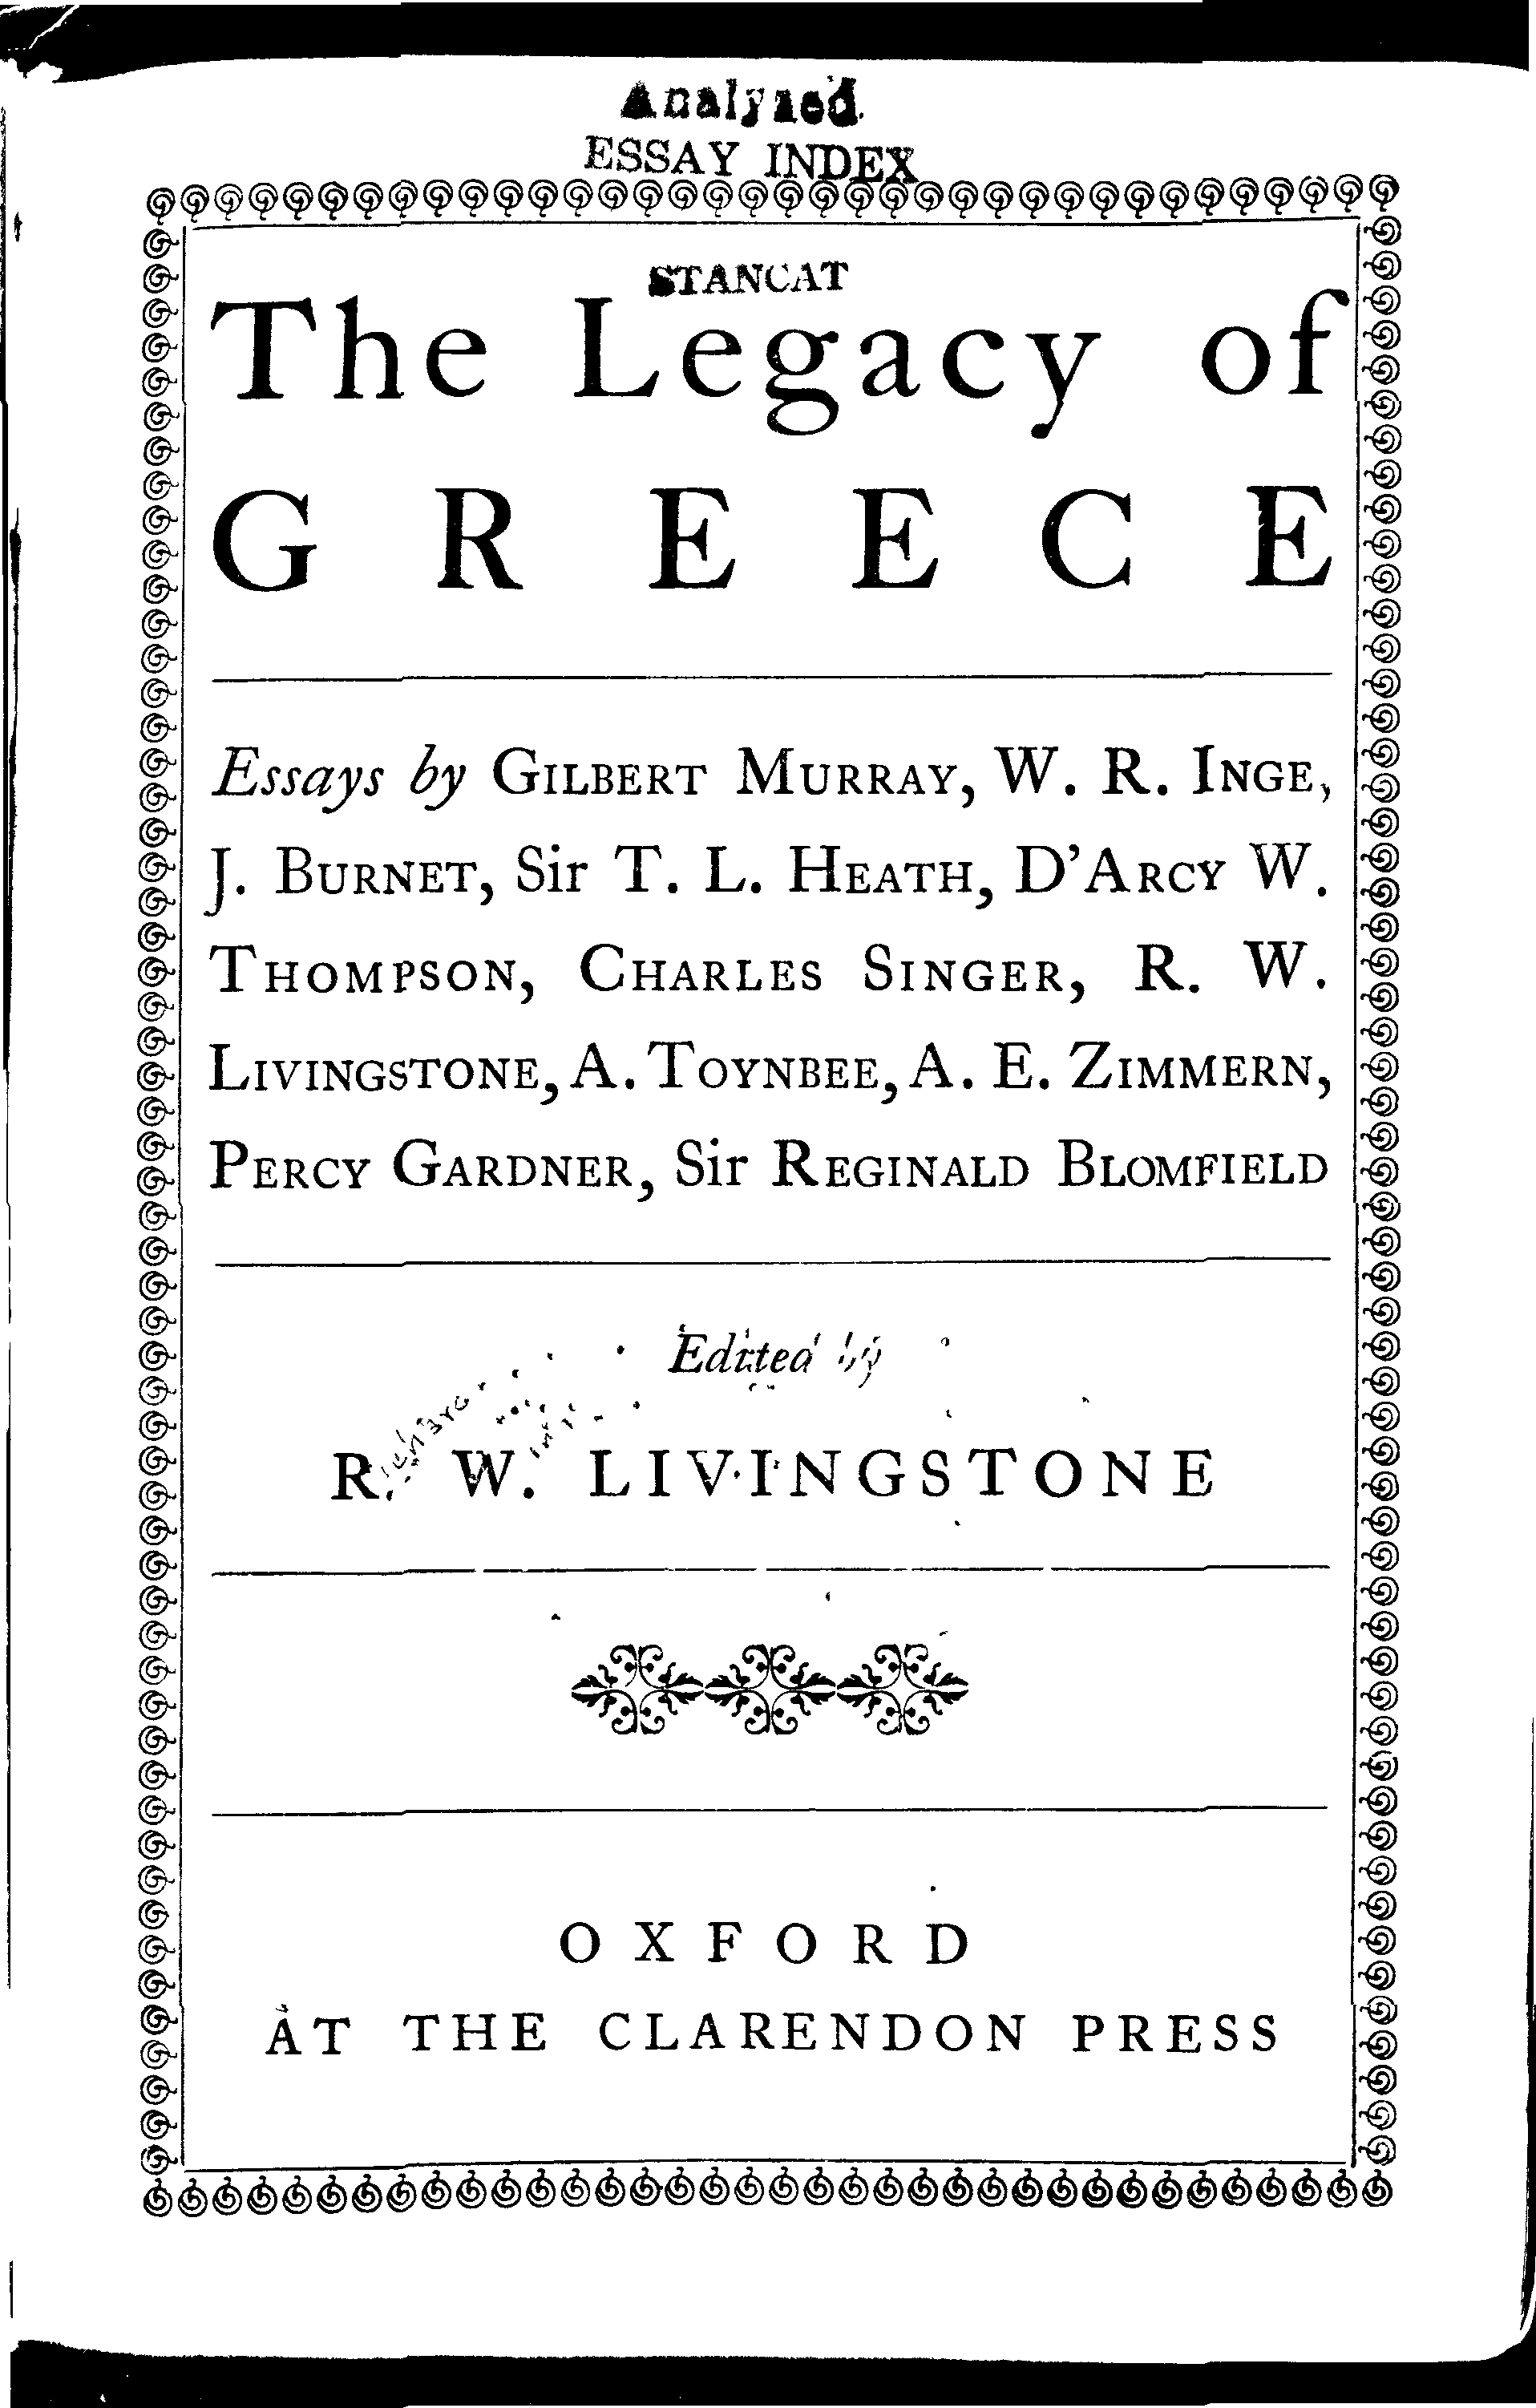 Analysed.
ESSAY INDEX
STANCAT
The Legacy of
GREECE
Essays by GILBERT MURRAY, W. R. INGE,
J. BURNET, Sir T. L. HEATH, D'ARCY W.
THOMPSON, CHARLES SINGER, R. W.
LIVINGSTONE, A. TOYNBEE, A. E. ZIMMERN,
PERCY GARDNER, Sir REGINALD BLOMFIELD
Edited by
R. W. LIVINGSTONE
OXFORD
AT THE CLARENDON PRESS